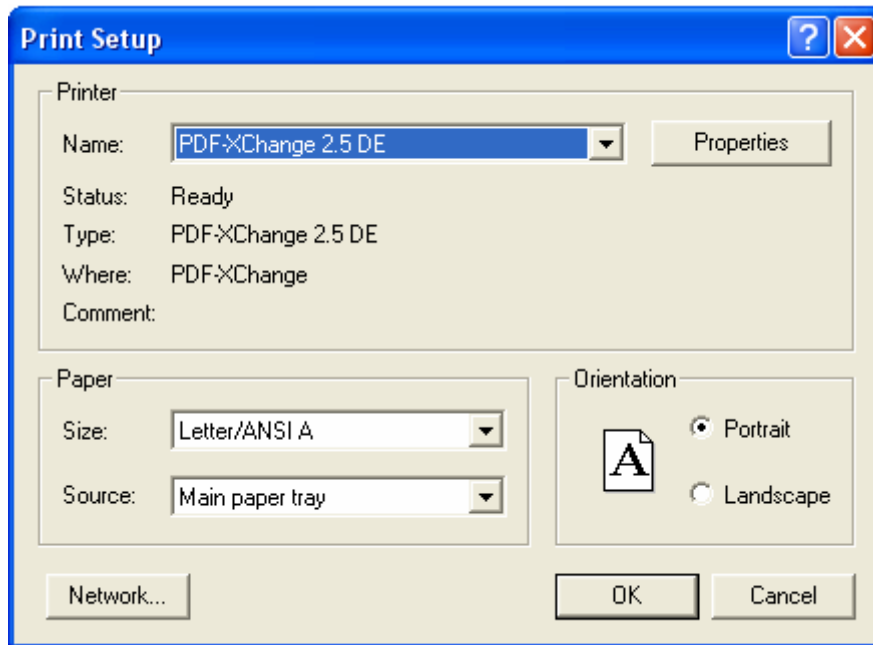 Print Setup
Printer
Name: PDF-XChange 2.5 DE Properties
Status: Ready
Type: PDF-XChange 2.5 DE
Where: PDF-XChange
Comment:
Paper
Size: Letter/ANSI A
Source: Main paper tray
Orientation
A
Portrait
Landscape
Network... OK Cancel